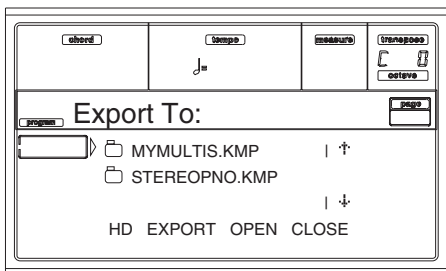 chord tempo measure transpose
♩=
C 0
octave
program Export To: page
MYMULTIS.KMP
STEREOPNO.KMP
HD EXPORT OPEN CLOSE